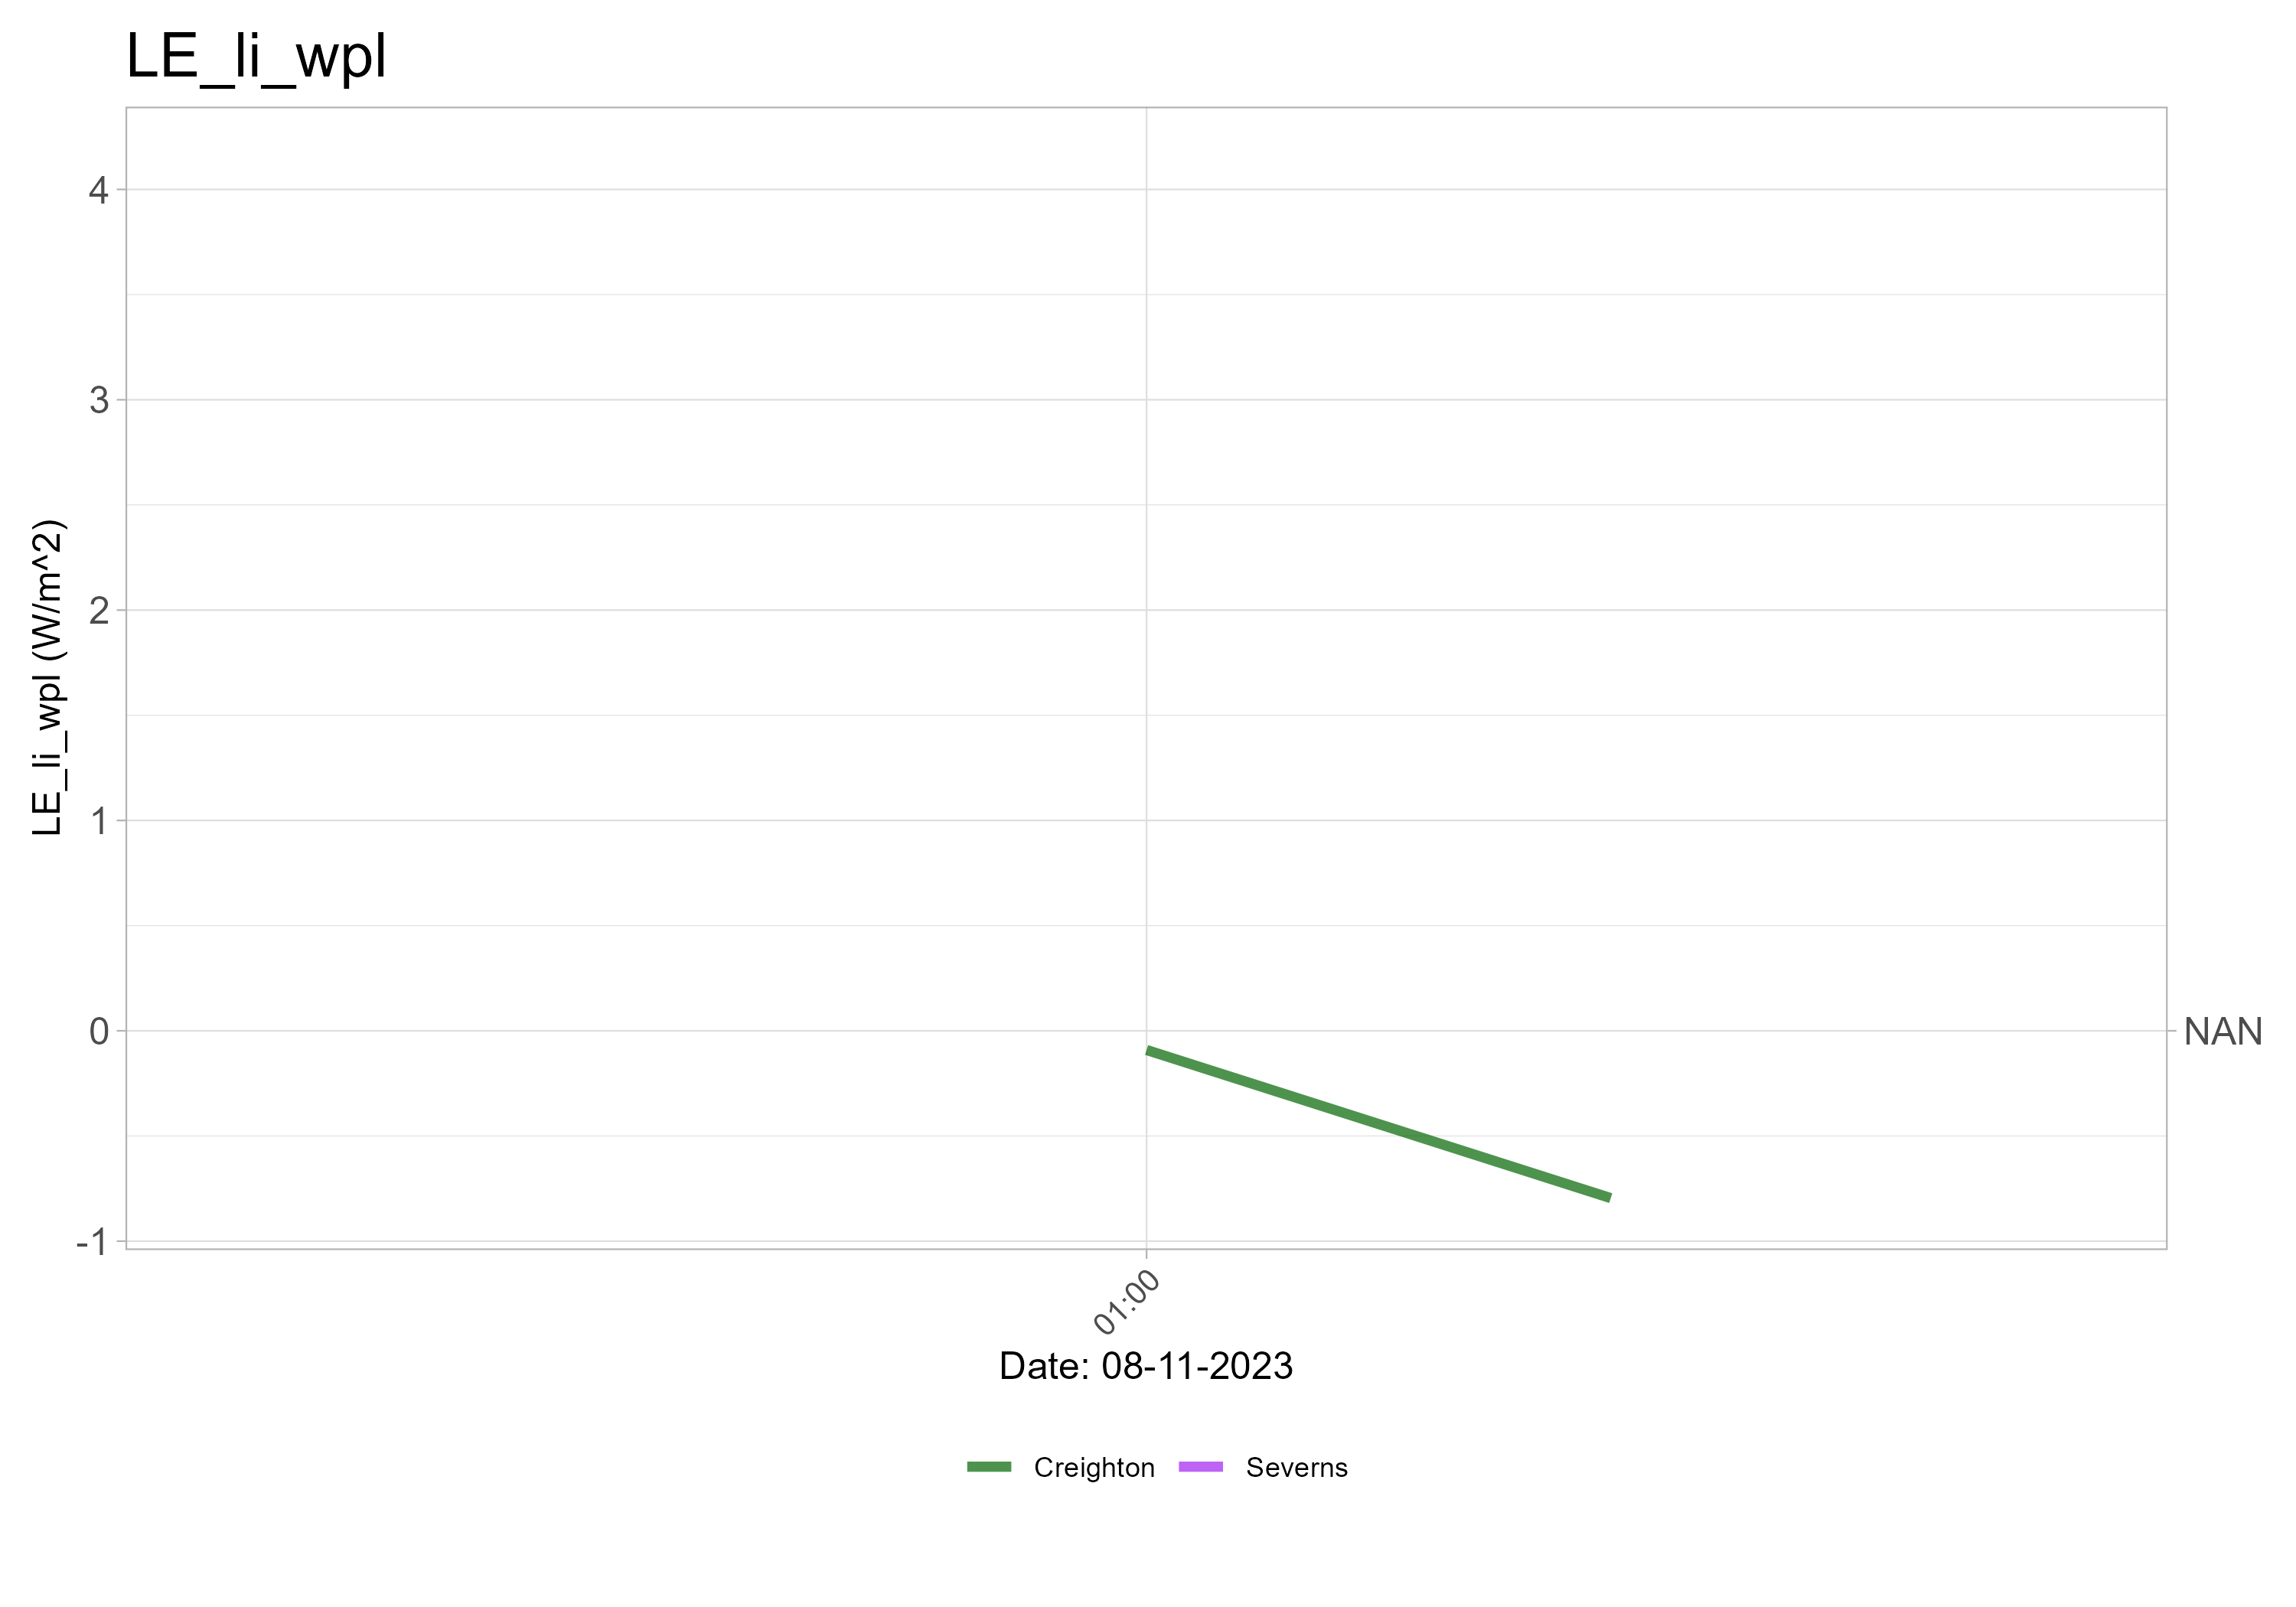 LE_li_wpl
LE_li_wpl (W/m^2)
4
3
2
1
0
-1
NAN
01:00
Date: 08-11-2023
Creighton Severns